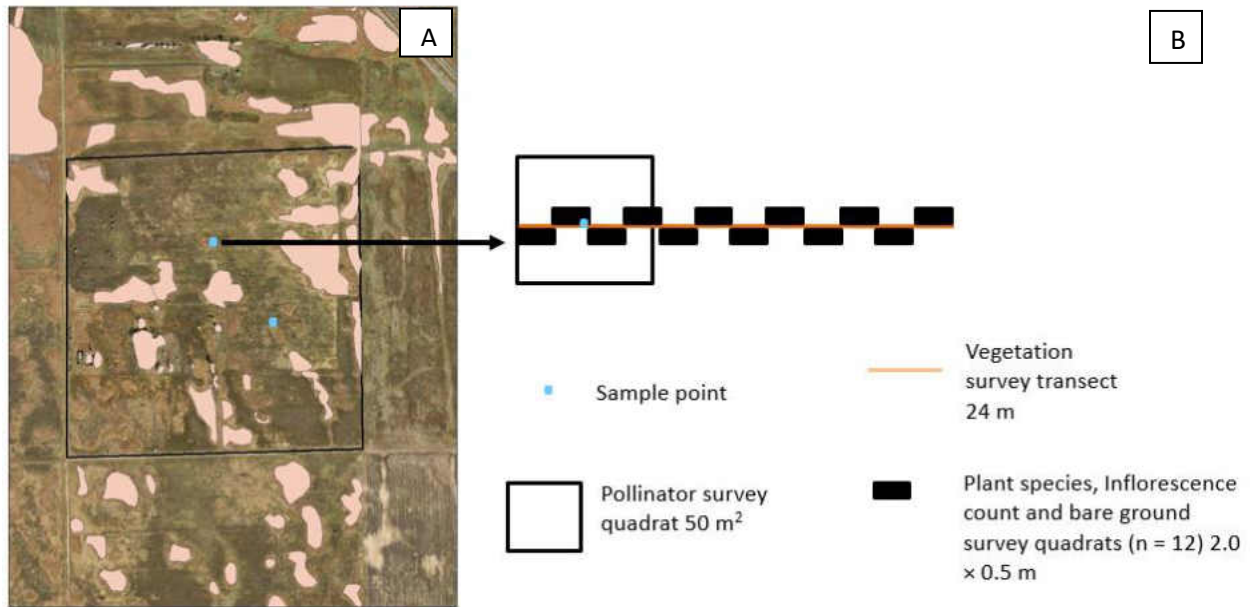 A
B
Sample point
Vegetation
survey transect
24 m
Pollinator survey
quadrat 50 m²
Plant species, Inflorescence
count and bare ground
survey quadrats (n = 12) 2.0
× 0.5 m